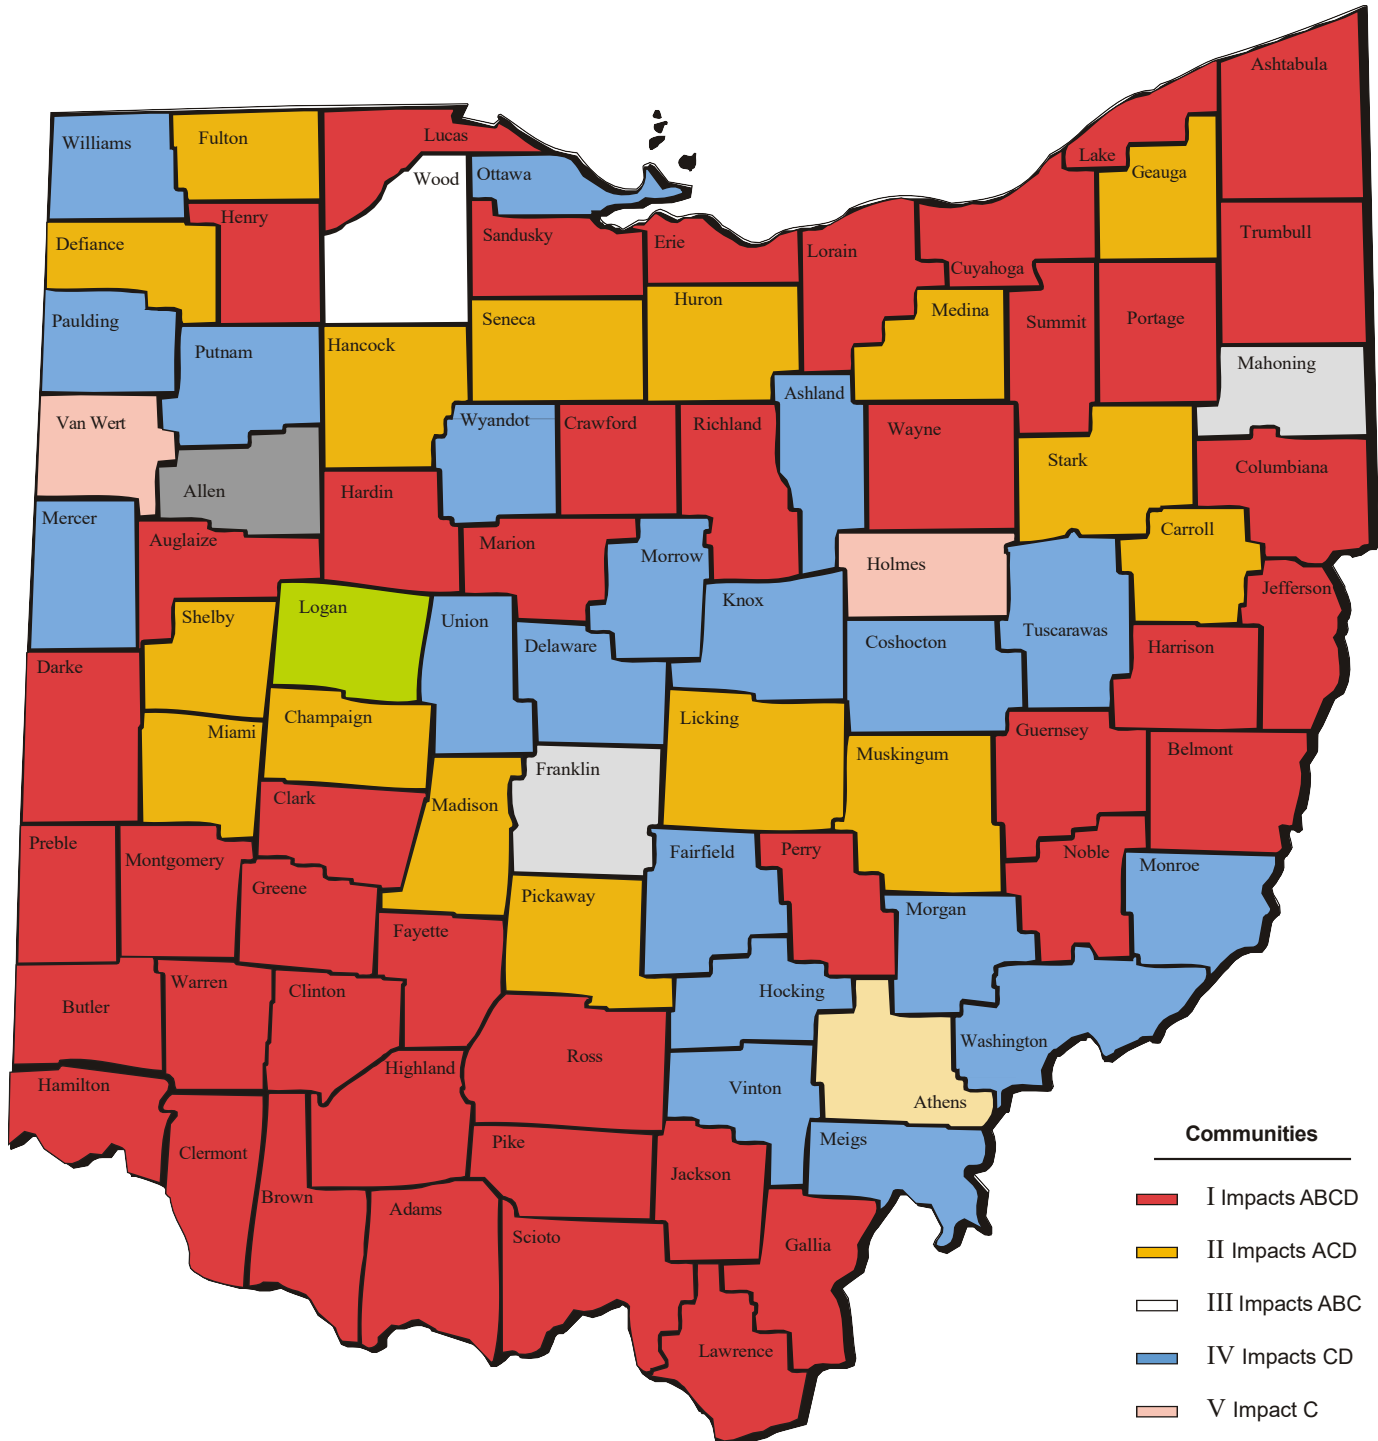 Ashtabula
Williams
Fulton
Lucas
Lake
Geauga
Wood
Ottawa
Henry
Defiance
Sandusky
Erie
Lorain
Trumbull
Cuyahoga
Huron
Medina
Paulding
Seneca
Summit
Portage
Putnam
Hancock
Mahoning
Ashland
Van Wert
Wyandot
Crawford
Richland
Wayne
Stark
Columbiana
Allen
Hardin
Mercer
Auglaize
Marion
Morrow
Carroll
Holmes
Jefferson
Logan
Shelby
Union
Knox
Delaware
Coshocton
Tuscarawas
Harrison
Darke
Champaign
Miami
Licking
Guernsey
Belmont
Muskingum
Franklin
Clark
Madison
Preble
Montgomery
Fairfield
Perry
Noble
Monroe
Greene
Pickaway
Morgan
Fayette
Warren
Clinton
Hocking
Butler
Washington
Ross
Highland
Hamilton
Vinton
Athens
Meigs
Pike
Clermont
Jackson
Brown
Adams
Scioto
Gallia
Lawrence
Communities
I Impacts ABCD
II Impacts ACD
III Impacts ABC
IV Impacts CD
V Impact C